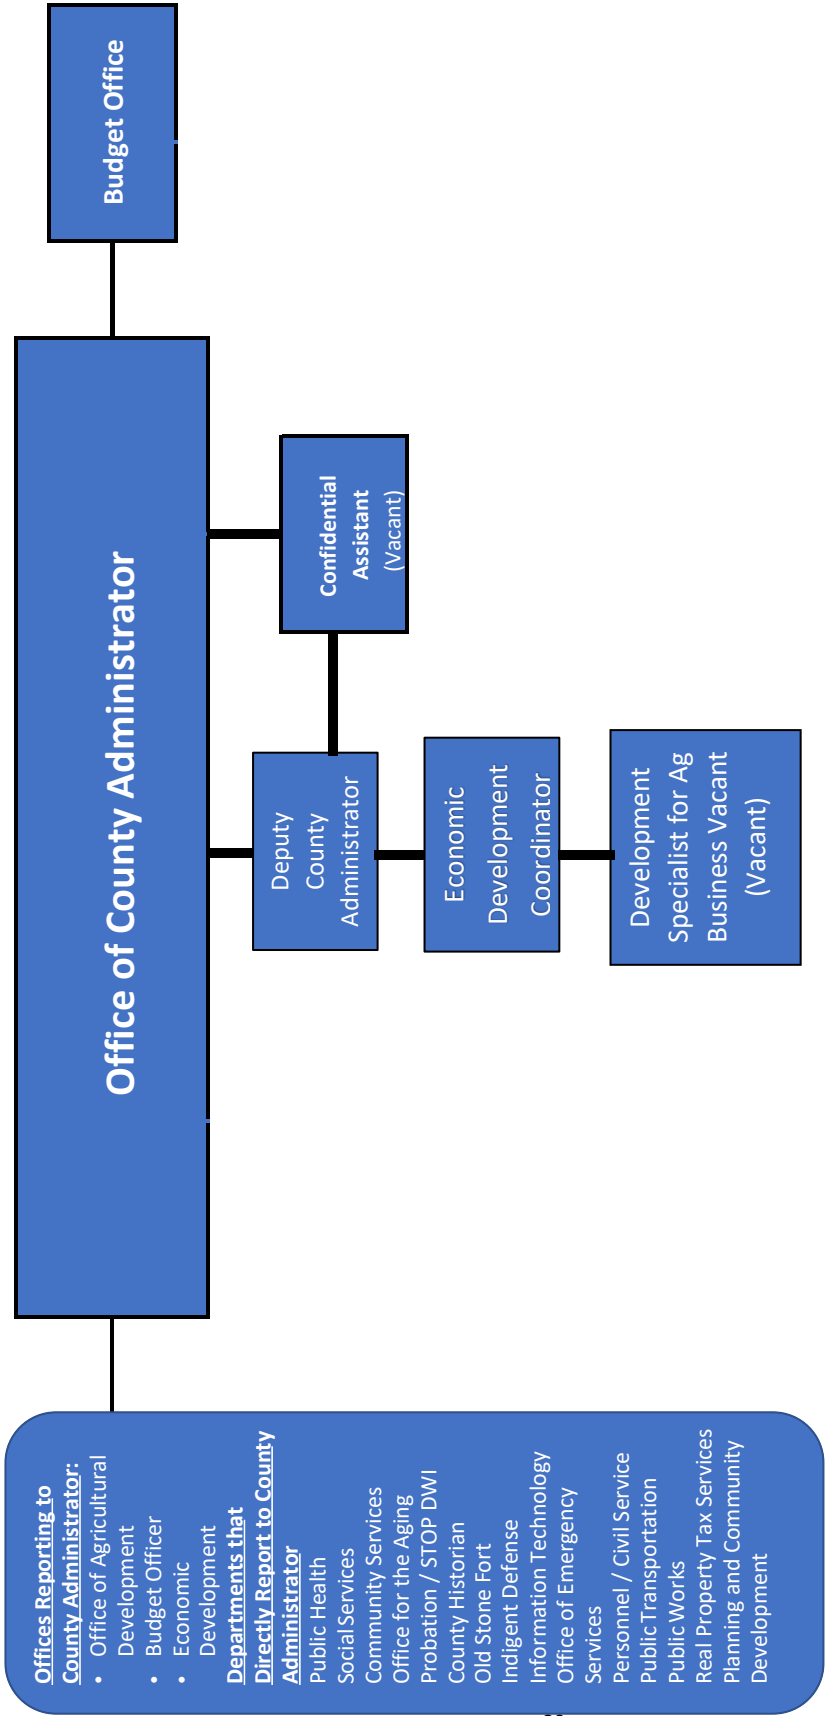 Offices Reporting to
County Administrator:
• Office of Agricultural
Development
• Budget Officer
• Economic
Development
Departments that
Directly Report to County
Administrator
Public Health
Social Services
Community Services
Office for the Aging
Probation / STOP DWI
County Historian
Old Stone Fort
Indigent Defense
Information Technology
Office of Emergency
Services
Personnel / Civil Service
Public Transportation
Public Works
Real Property Tax Services
Planning and Community
Development
Office of County Administrator
Budget Office
Deputy
County
Administrator
Confidential
Assistant
(Vacant)
Economic
Development
Coordinator
Development
Specialist for Ag
Business Vacant
(Vacant)